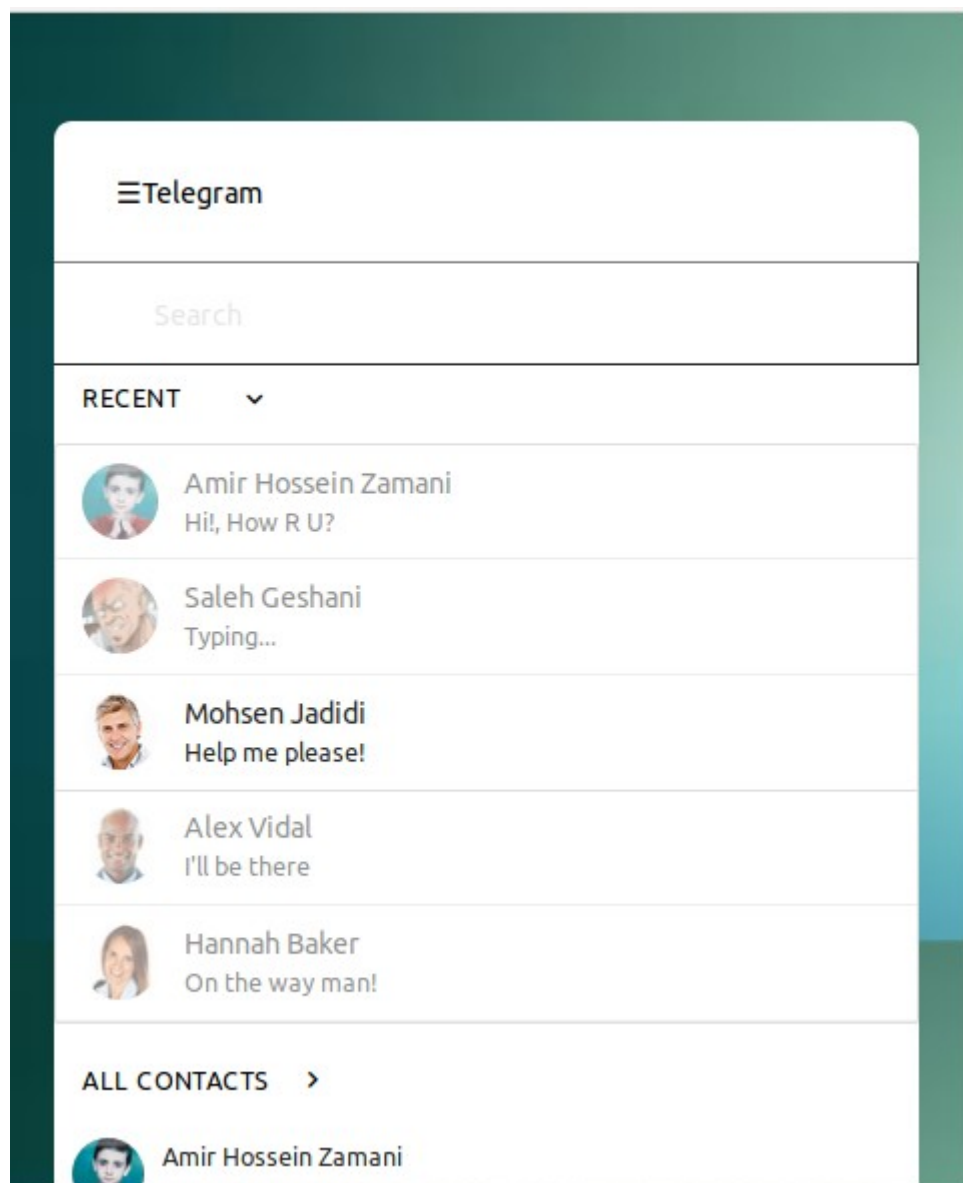 ☰Telegram
Search
RECENT
Amir Hossein Zamani
Hi!, How R U?
Saleh Geshani
Typing...
Mohsen Jadidi
Help me please!
Alex Vidal
I'll be there
Hannah Baker
On the way man!
ALL CONTACTS
Amir Hossein Zamani